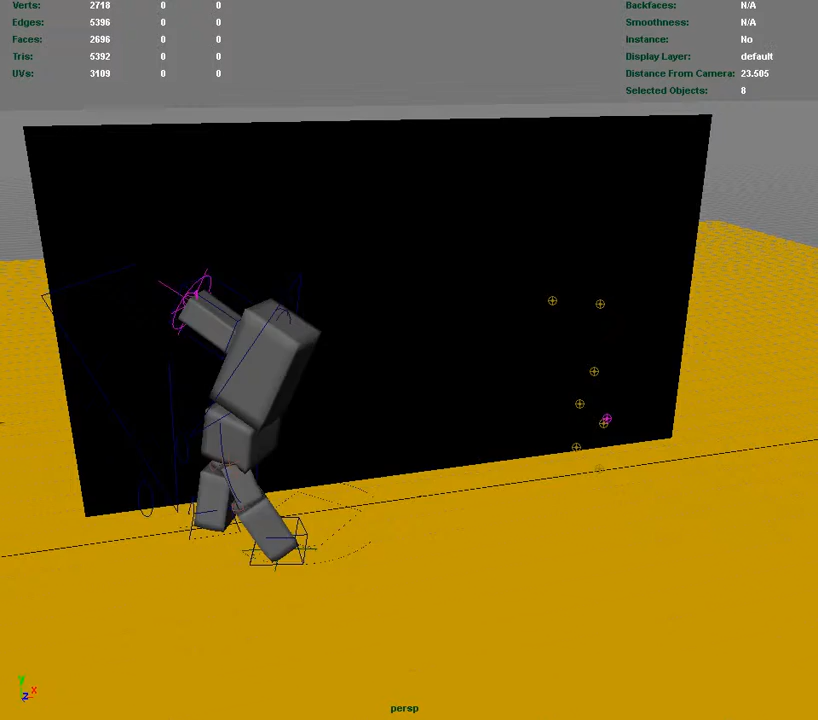 Verts: 2718 0 0
Edges: 5396 0 0
Faces: 2696 0 0
Tris: 5392 0 0
UVs: 3109 0 0
Backfaces: N/A
Smoothness: N/A
Instance: No
Display Layer: default
Distance From Camera: 23.505
Selected Objects: 8
Y
Z X
persp